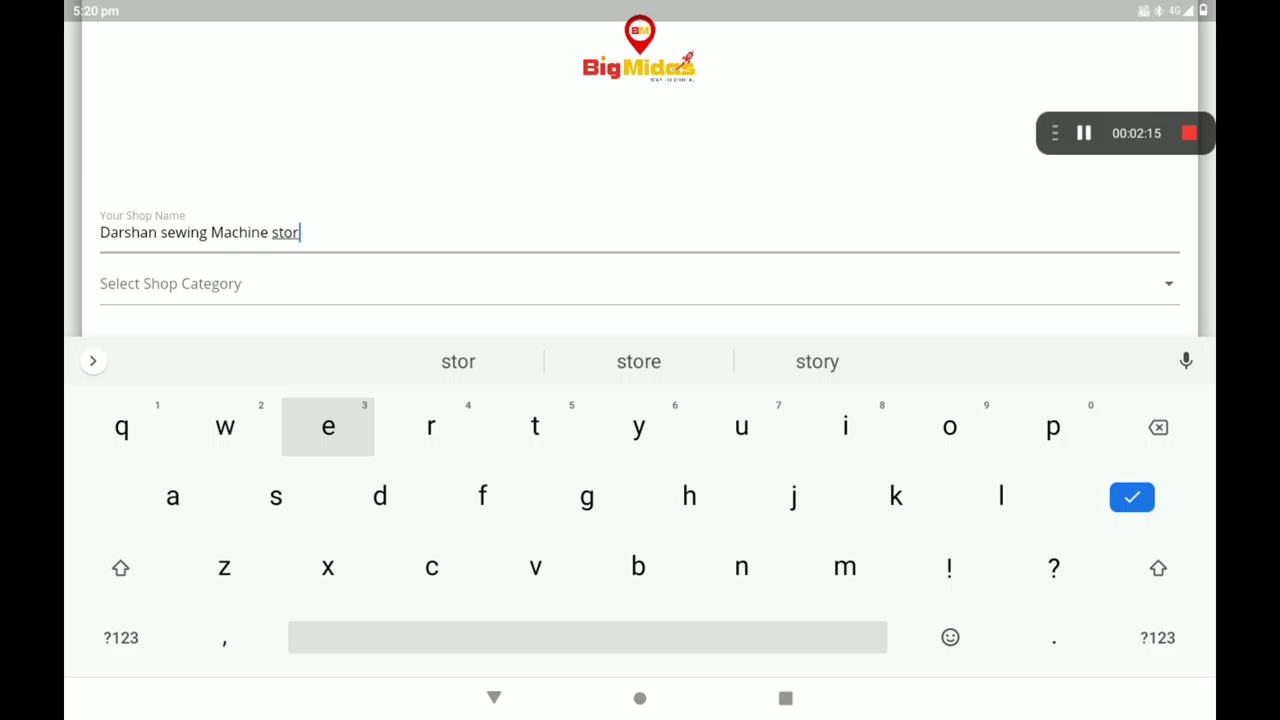 5:20 pm
4G
BM
BigMidas
00:02:15
Your Shop Name
Darshan sewing Machine stor
Select Shop Category
stor store story
1 2 3 4 5 6 7 8 9 0
q w e r t y u i o p
a s d f g h j k l
z x c v b n m ! ?
?123 , . ?123